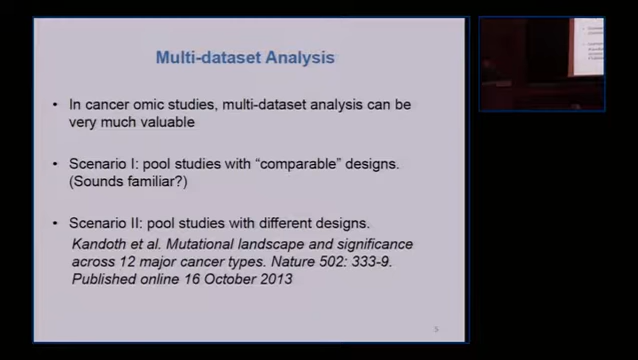 Multi-dataset Analysis
• In cancer omic studies, multi-dataset analysis can be
very much valuable
• Scenario I: pool studies with “comparable” designs.
(Sounds familiar?)
• Scenario II: pool studies with different designs.
Kandoth et al. Mutational landscape and significance
across 12 major cancer types. Nature 502: 333-9.
Published online 16 October 2013
5